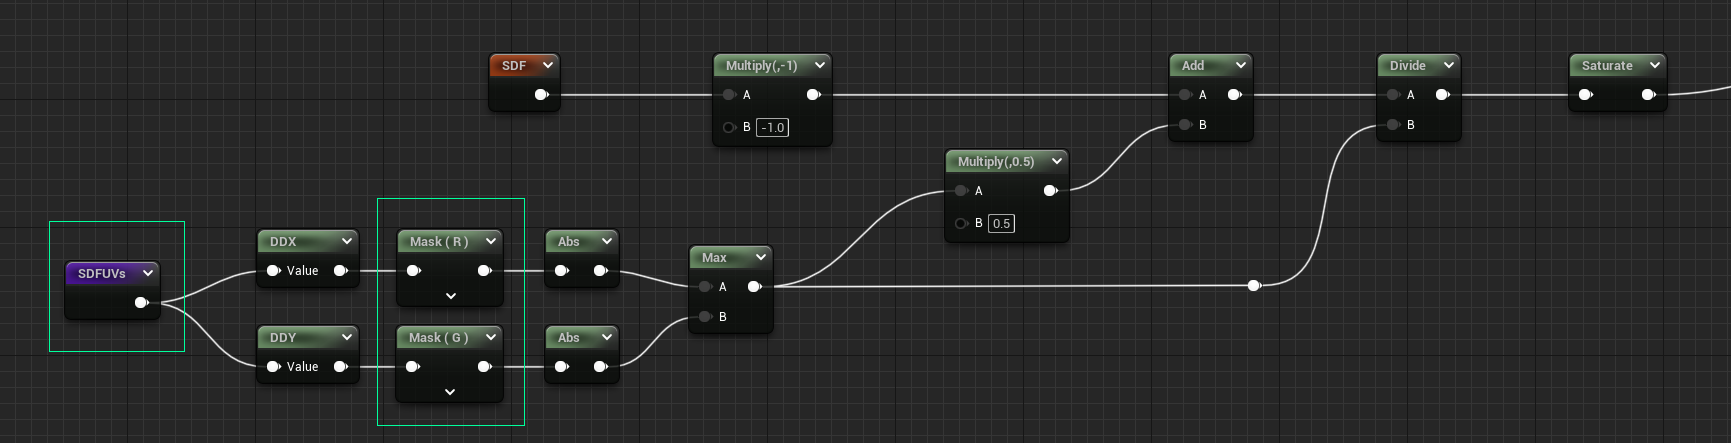 SDF
Multiply(,-1)
A
B -1.0
Add
A
B
Divide
A
B
Saturate
Multiply(,0.5)
A
B 0.5
SDFUVs
DDX
Value
Mask ( R )
Abs
Max
A
B
DDY
Value
Mask ( G )
Abs